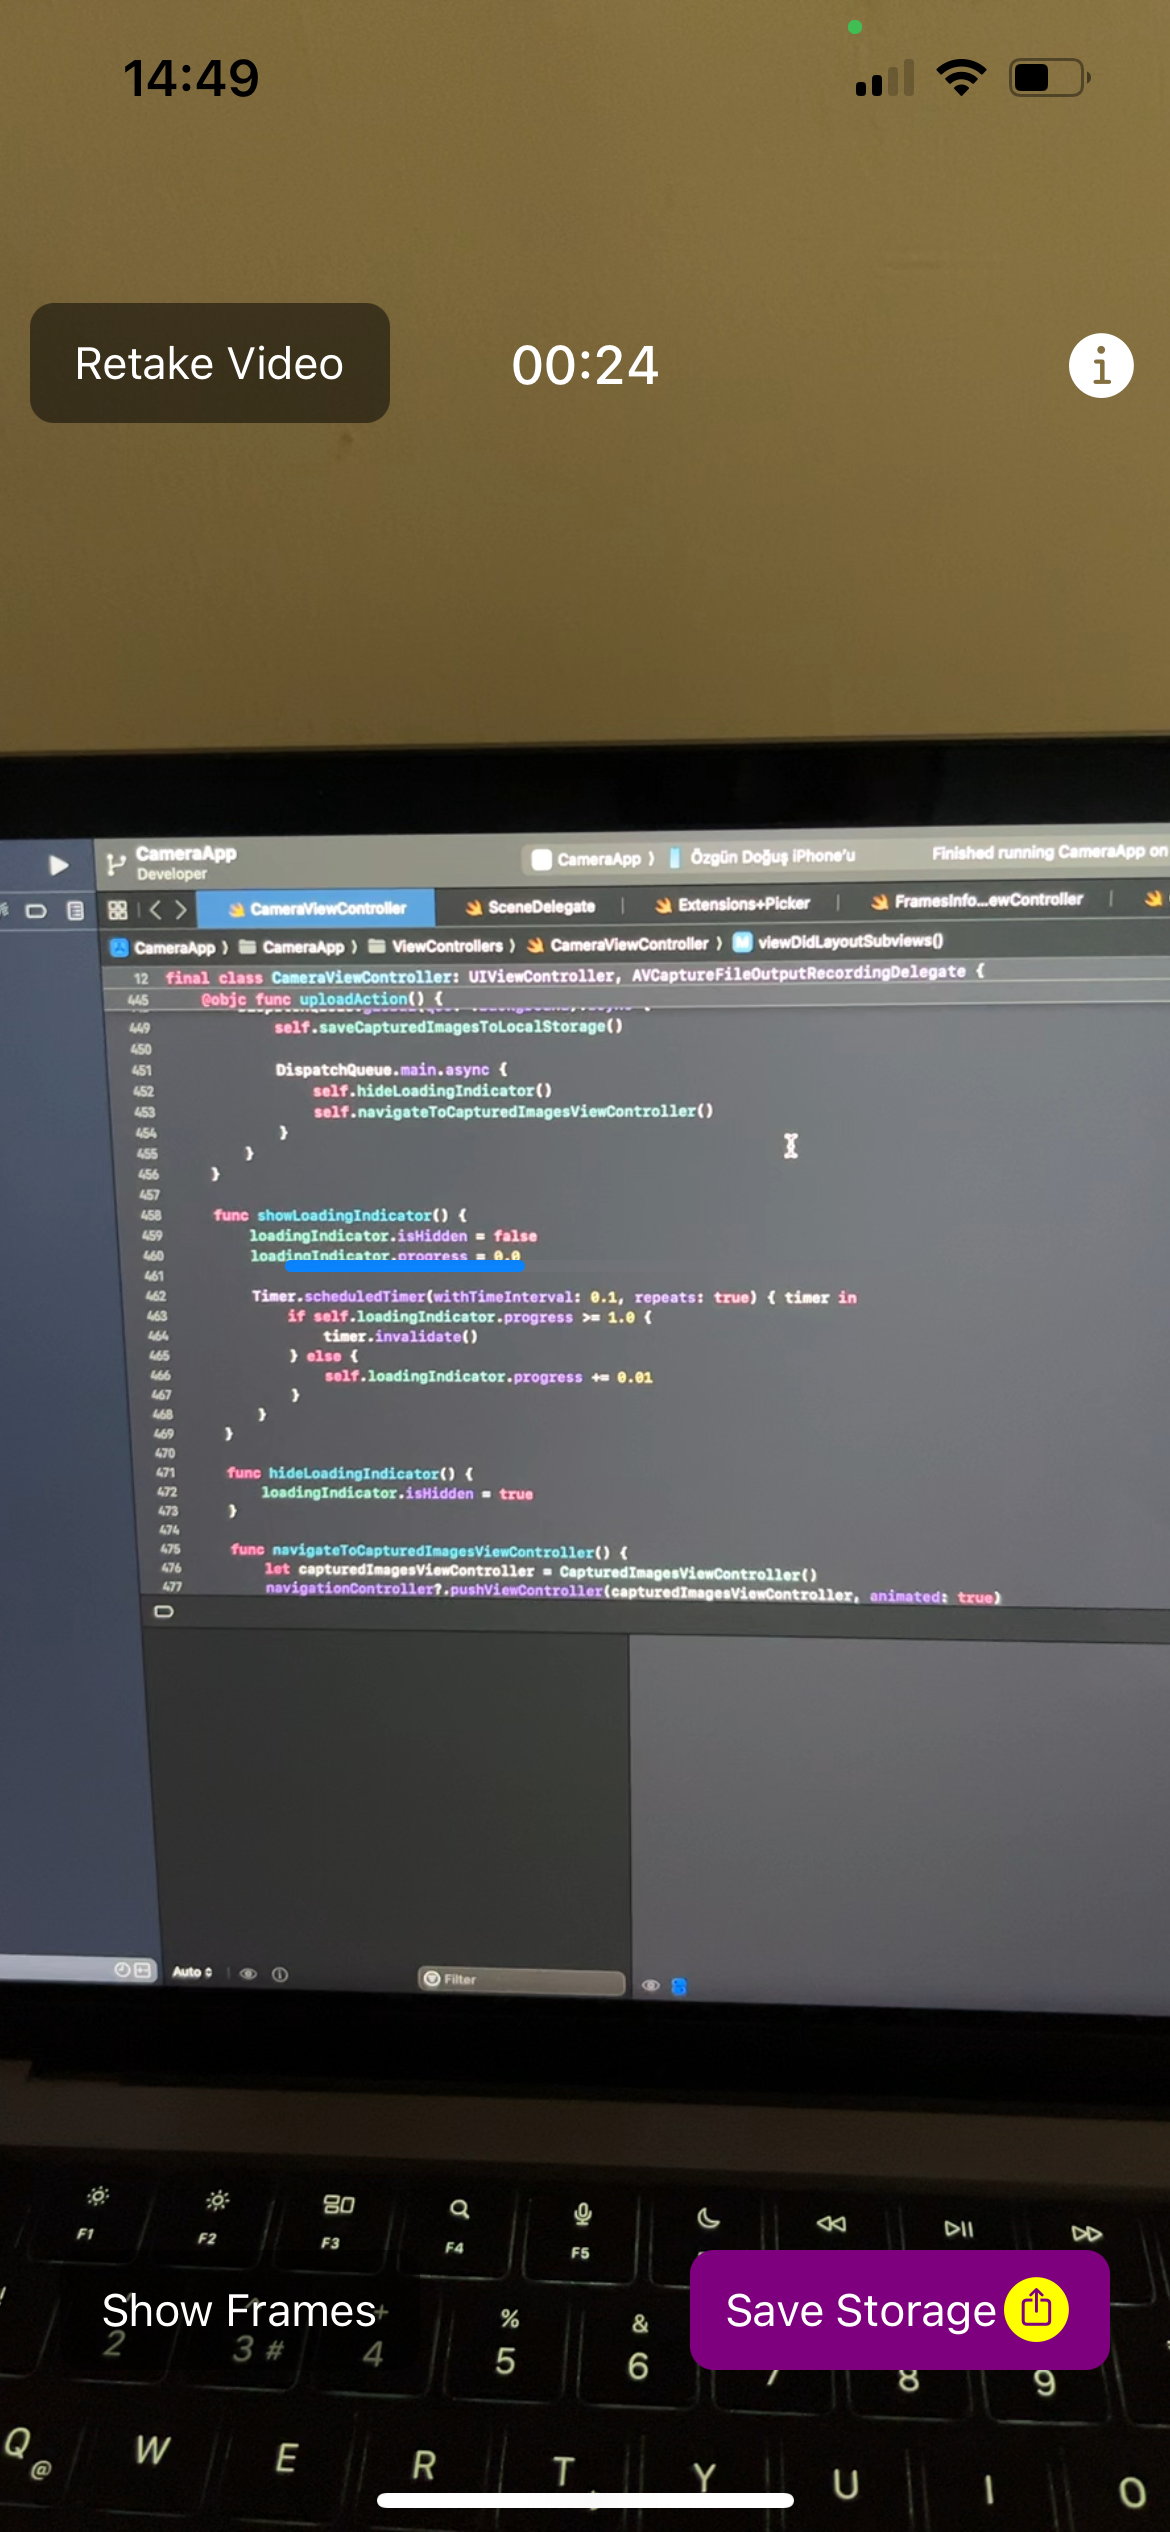 14:49
Retake Video
00:24
i
CameraApp
Developer
CameraApp 〉 Özgün Doğuş iPhone'u
Finished running CameraApp on
CameraViewController
SceneDelegate
Extensions+Picker
FramesInfo...ewController
CameraApp 〉 CameraApp 〉 ViewControllers 〉 CameraViewController 〉 M viewDidLayoutSubviews()
12 final class CameraViewController: UIViewController, AVCaptureFileOutputRecordingDelegate {
445 @objc func uploadAction() {
449 self.saveCapturedImagesToLocalStorage()
450
451 DispatchQueue.main.async {
452 self.hideLoadingIndicator()
453 self.navigateToCapturedImagesViewController()
454 }
455 }
456 }
457
458 func showLoadingIndicator() {
459 loadingIndicator.isHidden = false
460 loadingIndicator.progress = 0.0
461
462 Timer.scheduledTimer(withTimeInterval: 0.1, repeats: true) { timer in
463 if self.loadingIndicator.progress >= 1.0 {
464 timer.invalidate()
465 } else {
466 self.loadingIndicator.progress += 0.01
467 }
468 }
469 }
470
471 func hideLoadingIndicator() {
472 loadingIndicator.isHidden = true
473 }
474
475 func navigateToCapturedImagesViewController() {
476 let capturedImagesViewController = CapturedImagesViewController()
477 navigationController?.pushViewController(capturedImagesViewController, animated: true)
Auto
Filter
F1 F2 F3 F4 F5
Show Frames
Save Storage
+ % &
2 3 # 4 5 6 7 8 9
Q @ W E R T Y U I O